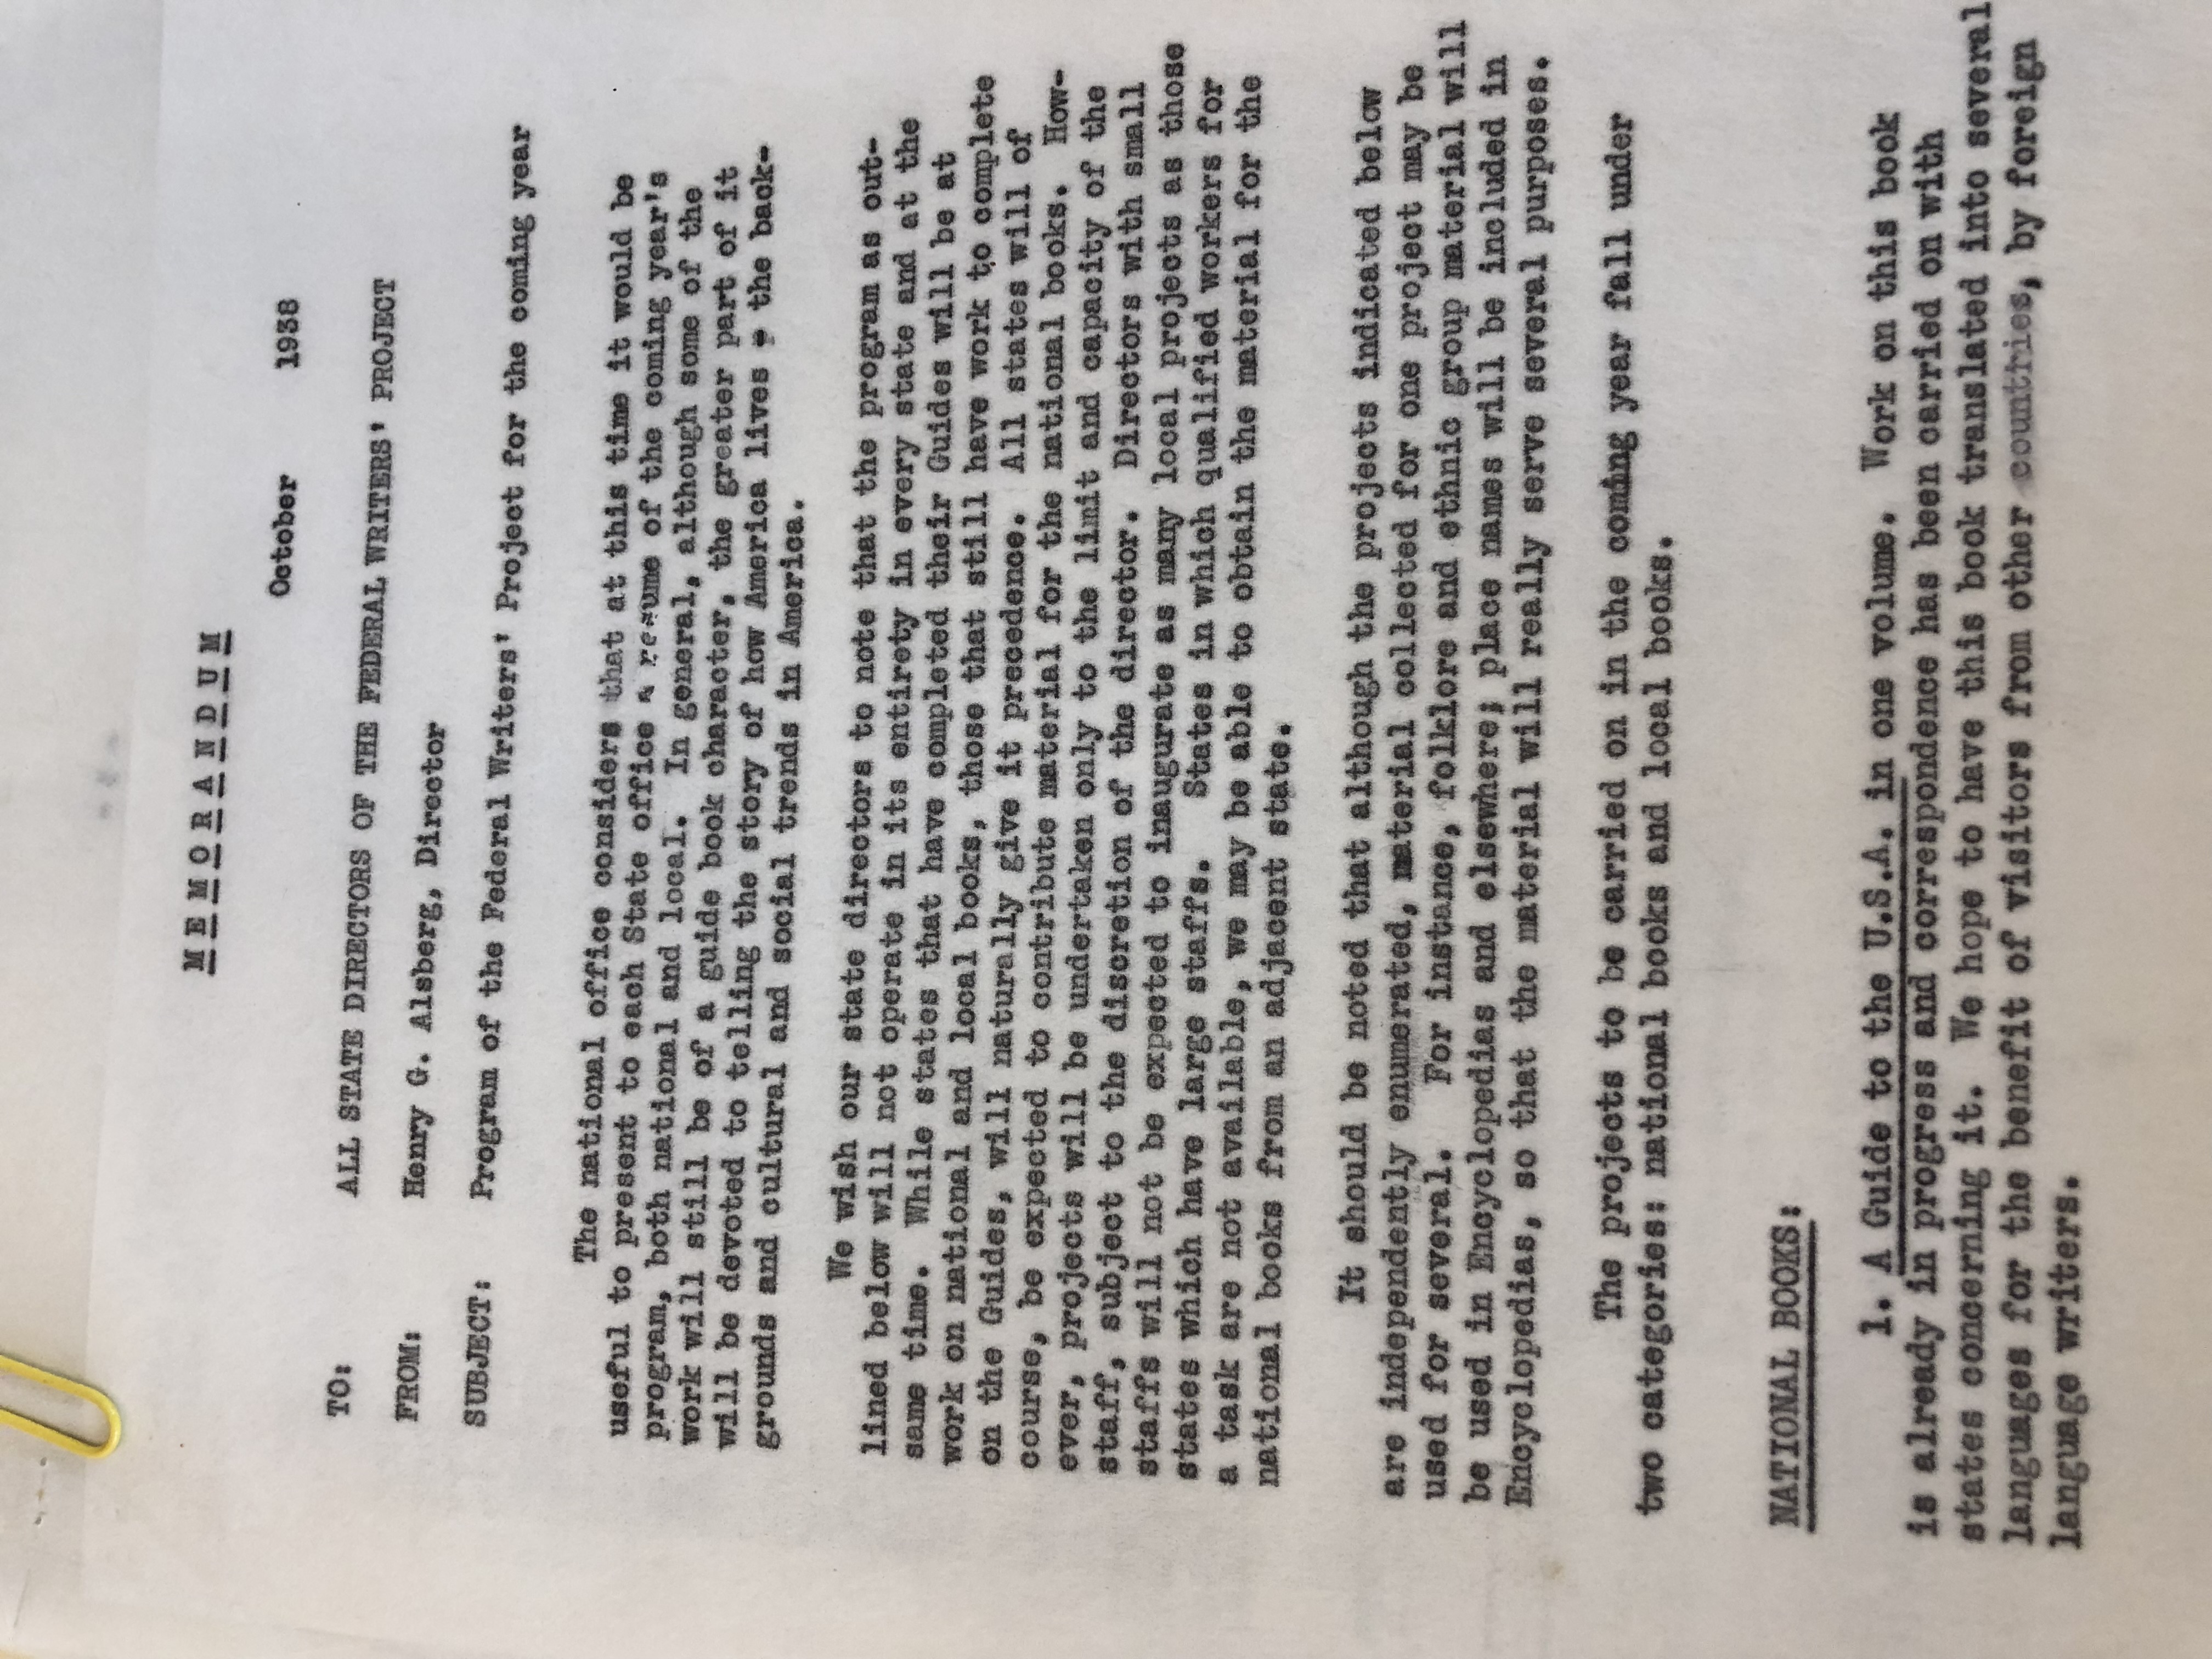 MEMORANDUM
October 1938
TO: ALL STATE DIRECTORS OF THE FEDERAL WRITERS' PROJECT
FROM: Henry G. Alsberg, Director
SUBJECT: Program of the Federal Writers' Project for the coming year
The national office considers that at this time it would be
useful to present to each State office a resume of the coming year's
program, both national and local. In general, although some of the
work will still be of a guide book character, the greater part of it
will be devoted to telling the story of how America lives - the back-
grounds and cultural and social trends in America.
We wish our state directors to note that the program as out-
lined below will not operate in its entirety in every state and at the
same time. While states that have completed their Guides will be at
work on national and local books, those that still have work to complete
on the Guides, will naturally give it precedence. All states will of
course, be expected to contribute material for the national books. How-
ever, projects will be undertaken only to the limit and capacity of the
staff, subject to the discretion of the director. Directors with small
staffs will not be expected to inaugurate as many local projects as those
states which have large staffs. States in which qualified workers for
a task are not available, we may be able to obtain the material for the
national books from an adjacent state.
It should be noted that although the projects indicated below
are independently enumerated, material collected for one project may be
used for several. For instance, folklore and ethnic group material will
be used in Encyclopedias and elsewhere; place names will be included in
Encyclopedias, so that the material will really serve several purposes.
The projects to be carried on in the coming year fall under
two categories: national books and local books.
NATIONAL BOOKS:
1. A Guide to the U.S.A. in one volume. Work on this book
is already in progress and correspondence has been carried on with
states concerning it. We hope to have this book translated into several
languages for the benefit of visitors from other countries, by foreign
language writers.